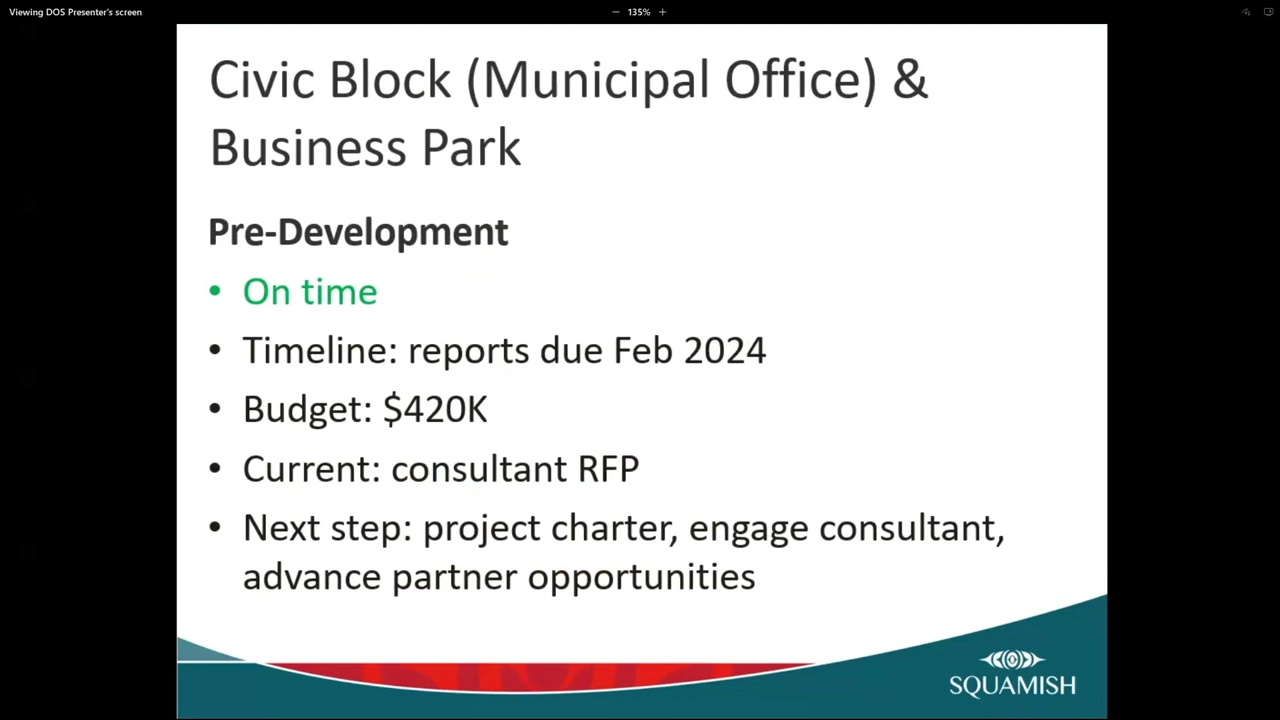 Viewing DOS Presenter's screen
− 135% +
Civic Block (Municipal Office) &
Business Park
Pre-Development
• On time
• Timeline: reports due Feb 2024
• Budget: $420K
• Current: consultant RFP
• Next step: project charter, engage consultant,
advance partner opportunities
SQUAMISH